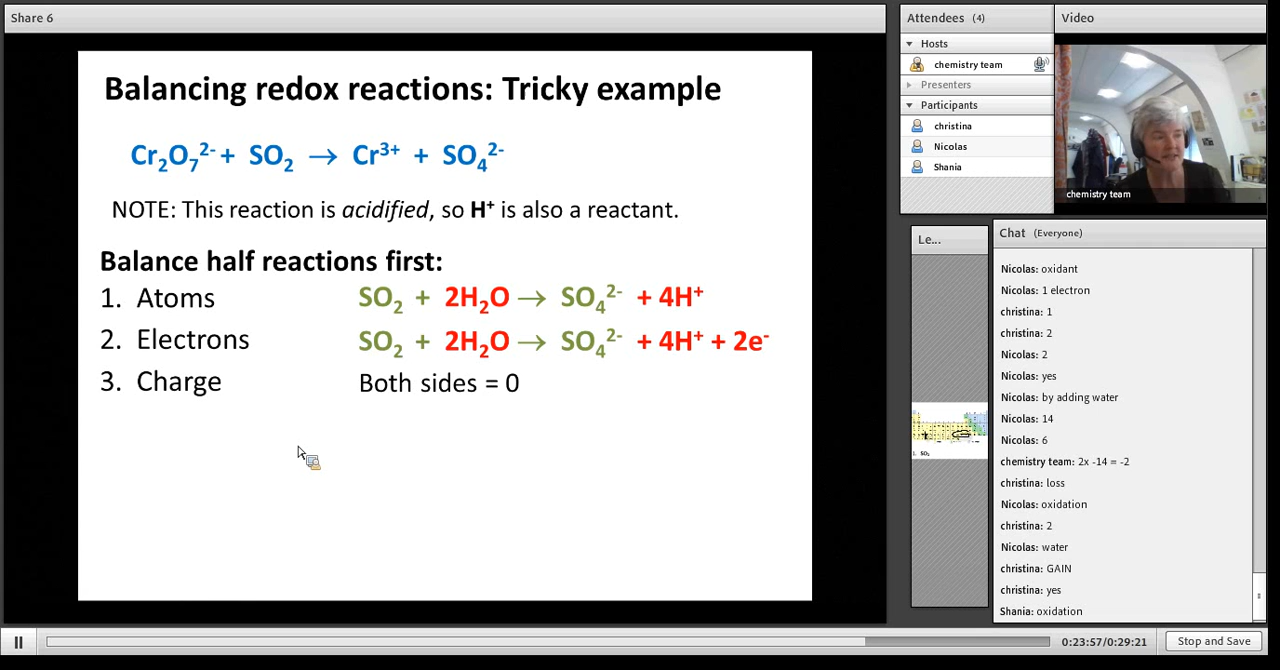 Share 6
Balancing redox reactions: Tricky example
Cr₂O₇²⁻ + SO₂ → Cr³⁺ + SO₄²⁻
NOTE: This reaction is acidified, so H⁺ is also a reactant.
Balance half reactions first:
1. Atoms SO₂ + 2H₂O → SO₄²⁻ + 4H⁺
2. Electrons SO₂ + 2H₂O → SO₄²⁻ + 4H⁺ + 2e⁻
3. Charge Both sides = 0
Attendees (4)
Hosts
chemistry team
Presenters
Participants
christina
Nicolas
Shania
Video
chemistry team
Le...
Chat (Everyone)
Nicolas: oxidant
Nicolas: 1 electron
christina: 1
christina: 2
Nicolas: 2
Nicolas: yes
Nicolas: by adding water
Nicolas: 14
Nicolas: 6
chemistry team: 2x -14 = -2
christina: loss
Nicolas: oxidation
christina: 2
Nicolas: water
christina: GAIN
christina: yes
Shania: oxidation
0:23:57/0:29:21
Stop and Save